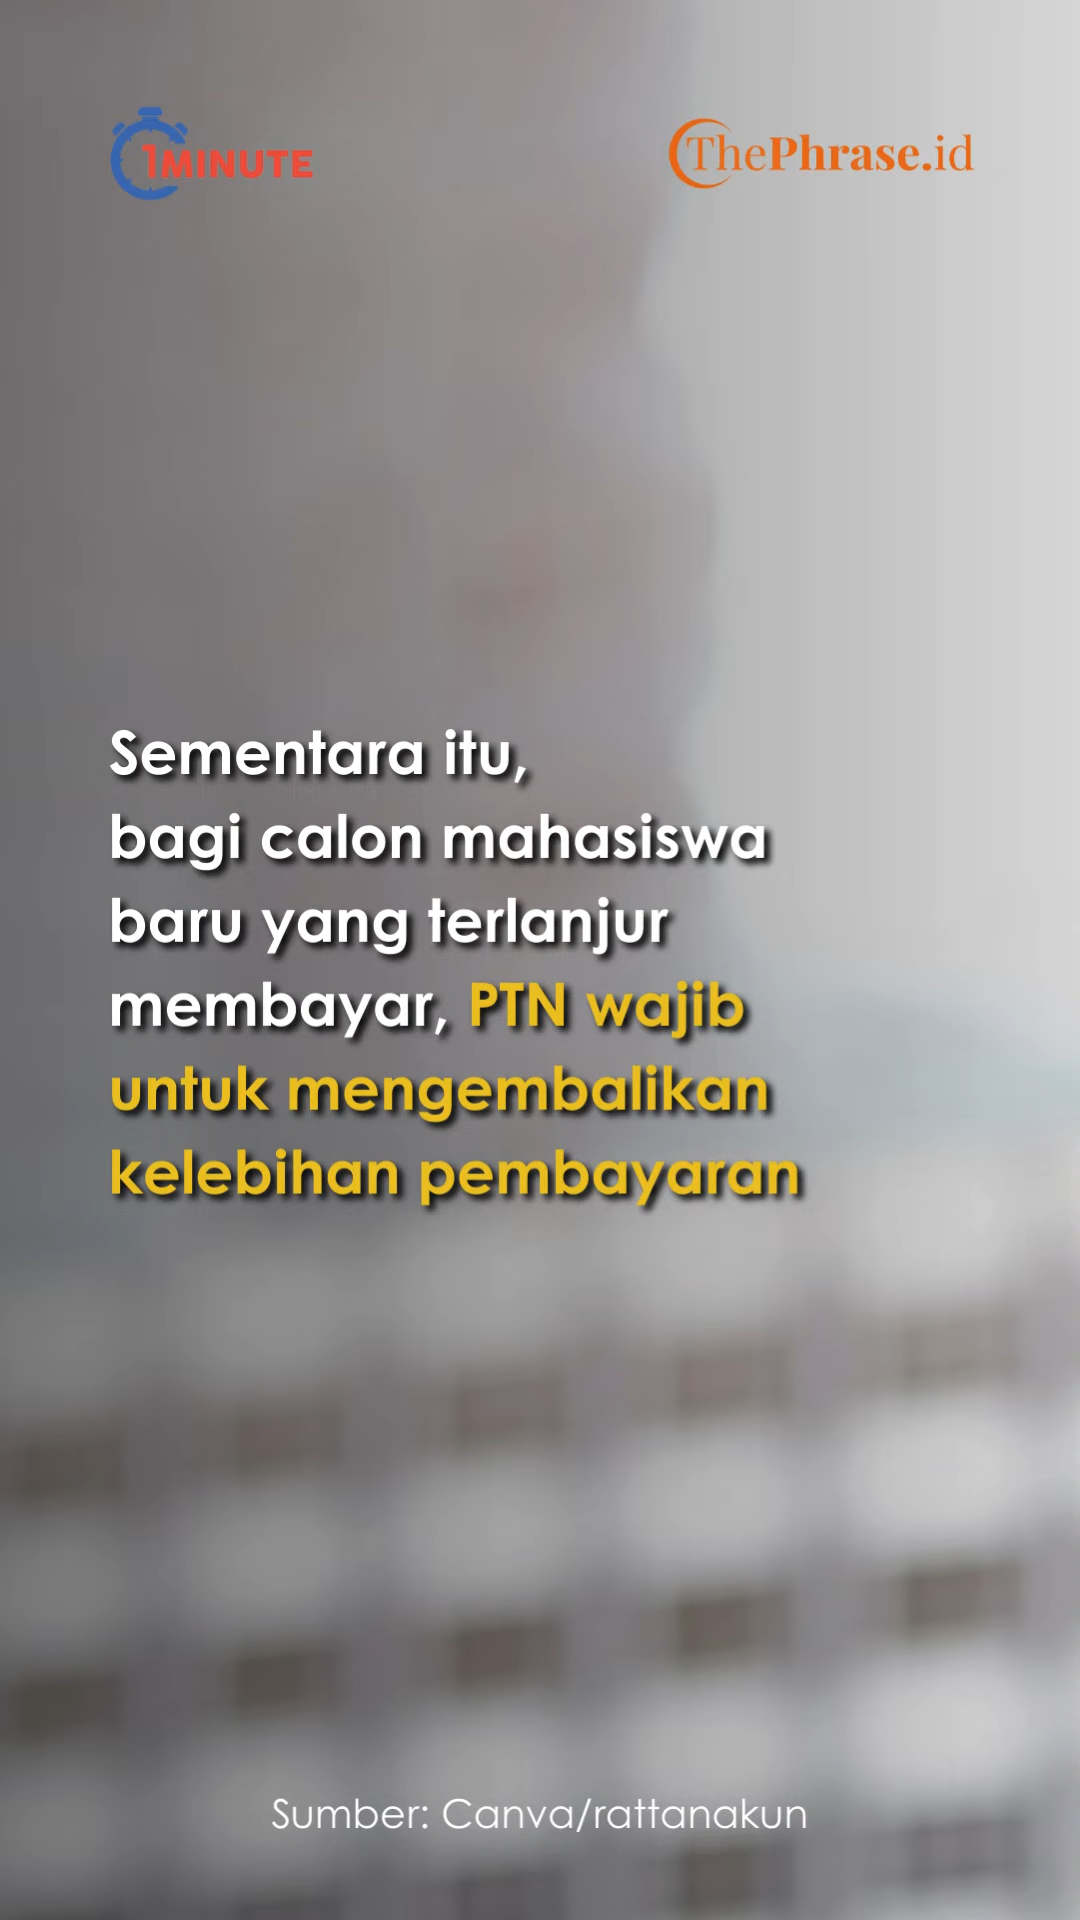 1MINUTE
ThePhrase.id
Sementara itu,
bagi calon mahasiswa
baru yang terlanjur
membayar, PTN wajib
untuk mengembalikan
kelebihan pembayaran
Sumber: Canva/rattanakun